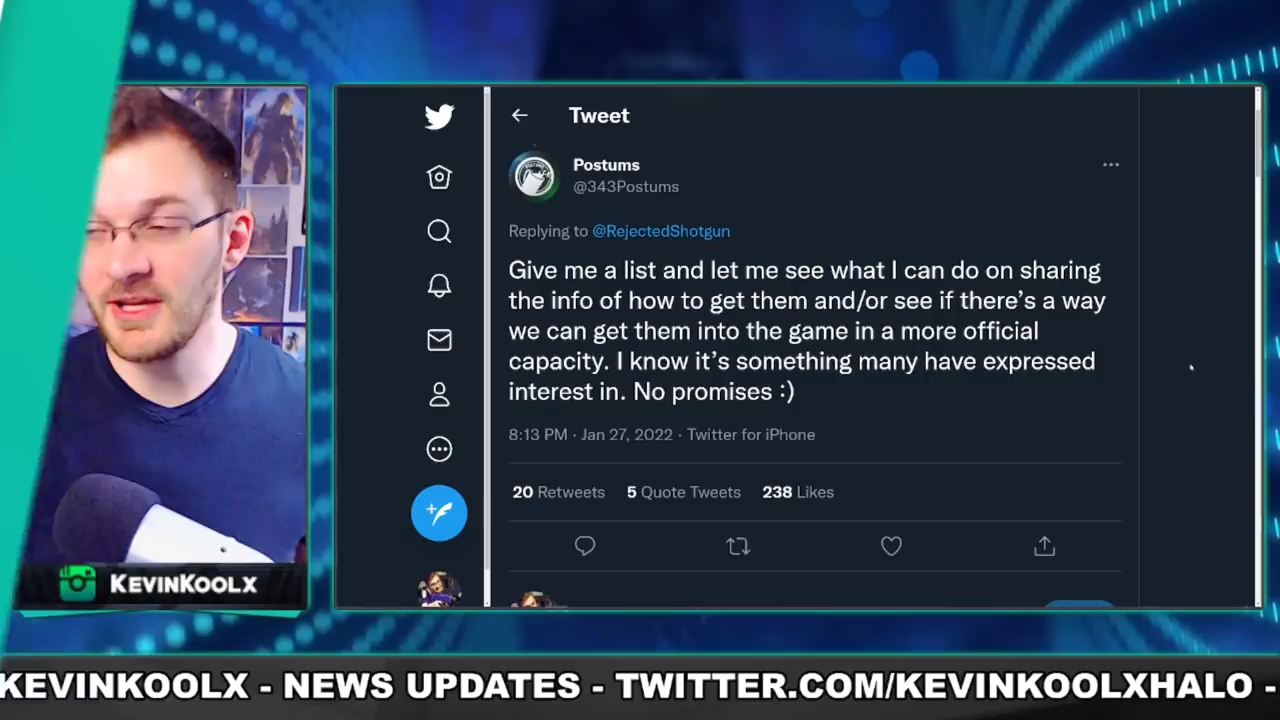 Tweet
Postums
@343Postums
Replying to @RejectedShotgun
Give me a list and let me see what I can do on sharing
the info of how to get them and/or see if there's a way
we can get them into the game in a more official
capacity. I know it's something many have expressed
interest in. No promises :)
8:13 PM · Jan 27, 2022 · Twitter for iPhone
20 Retweets 5 Quote Tweets 238 Likes
KEVINKOOLX
KEVINKOOLX - NEWS UPDATES - TWITTER.COM/KEVINKOOLXHALO -